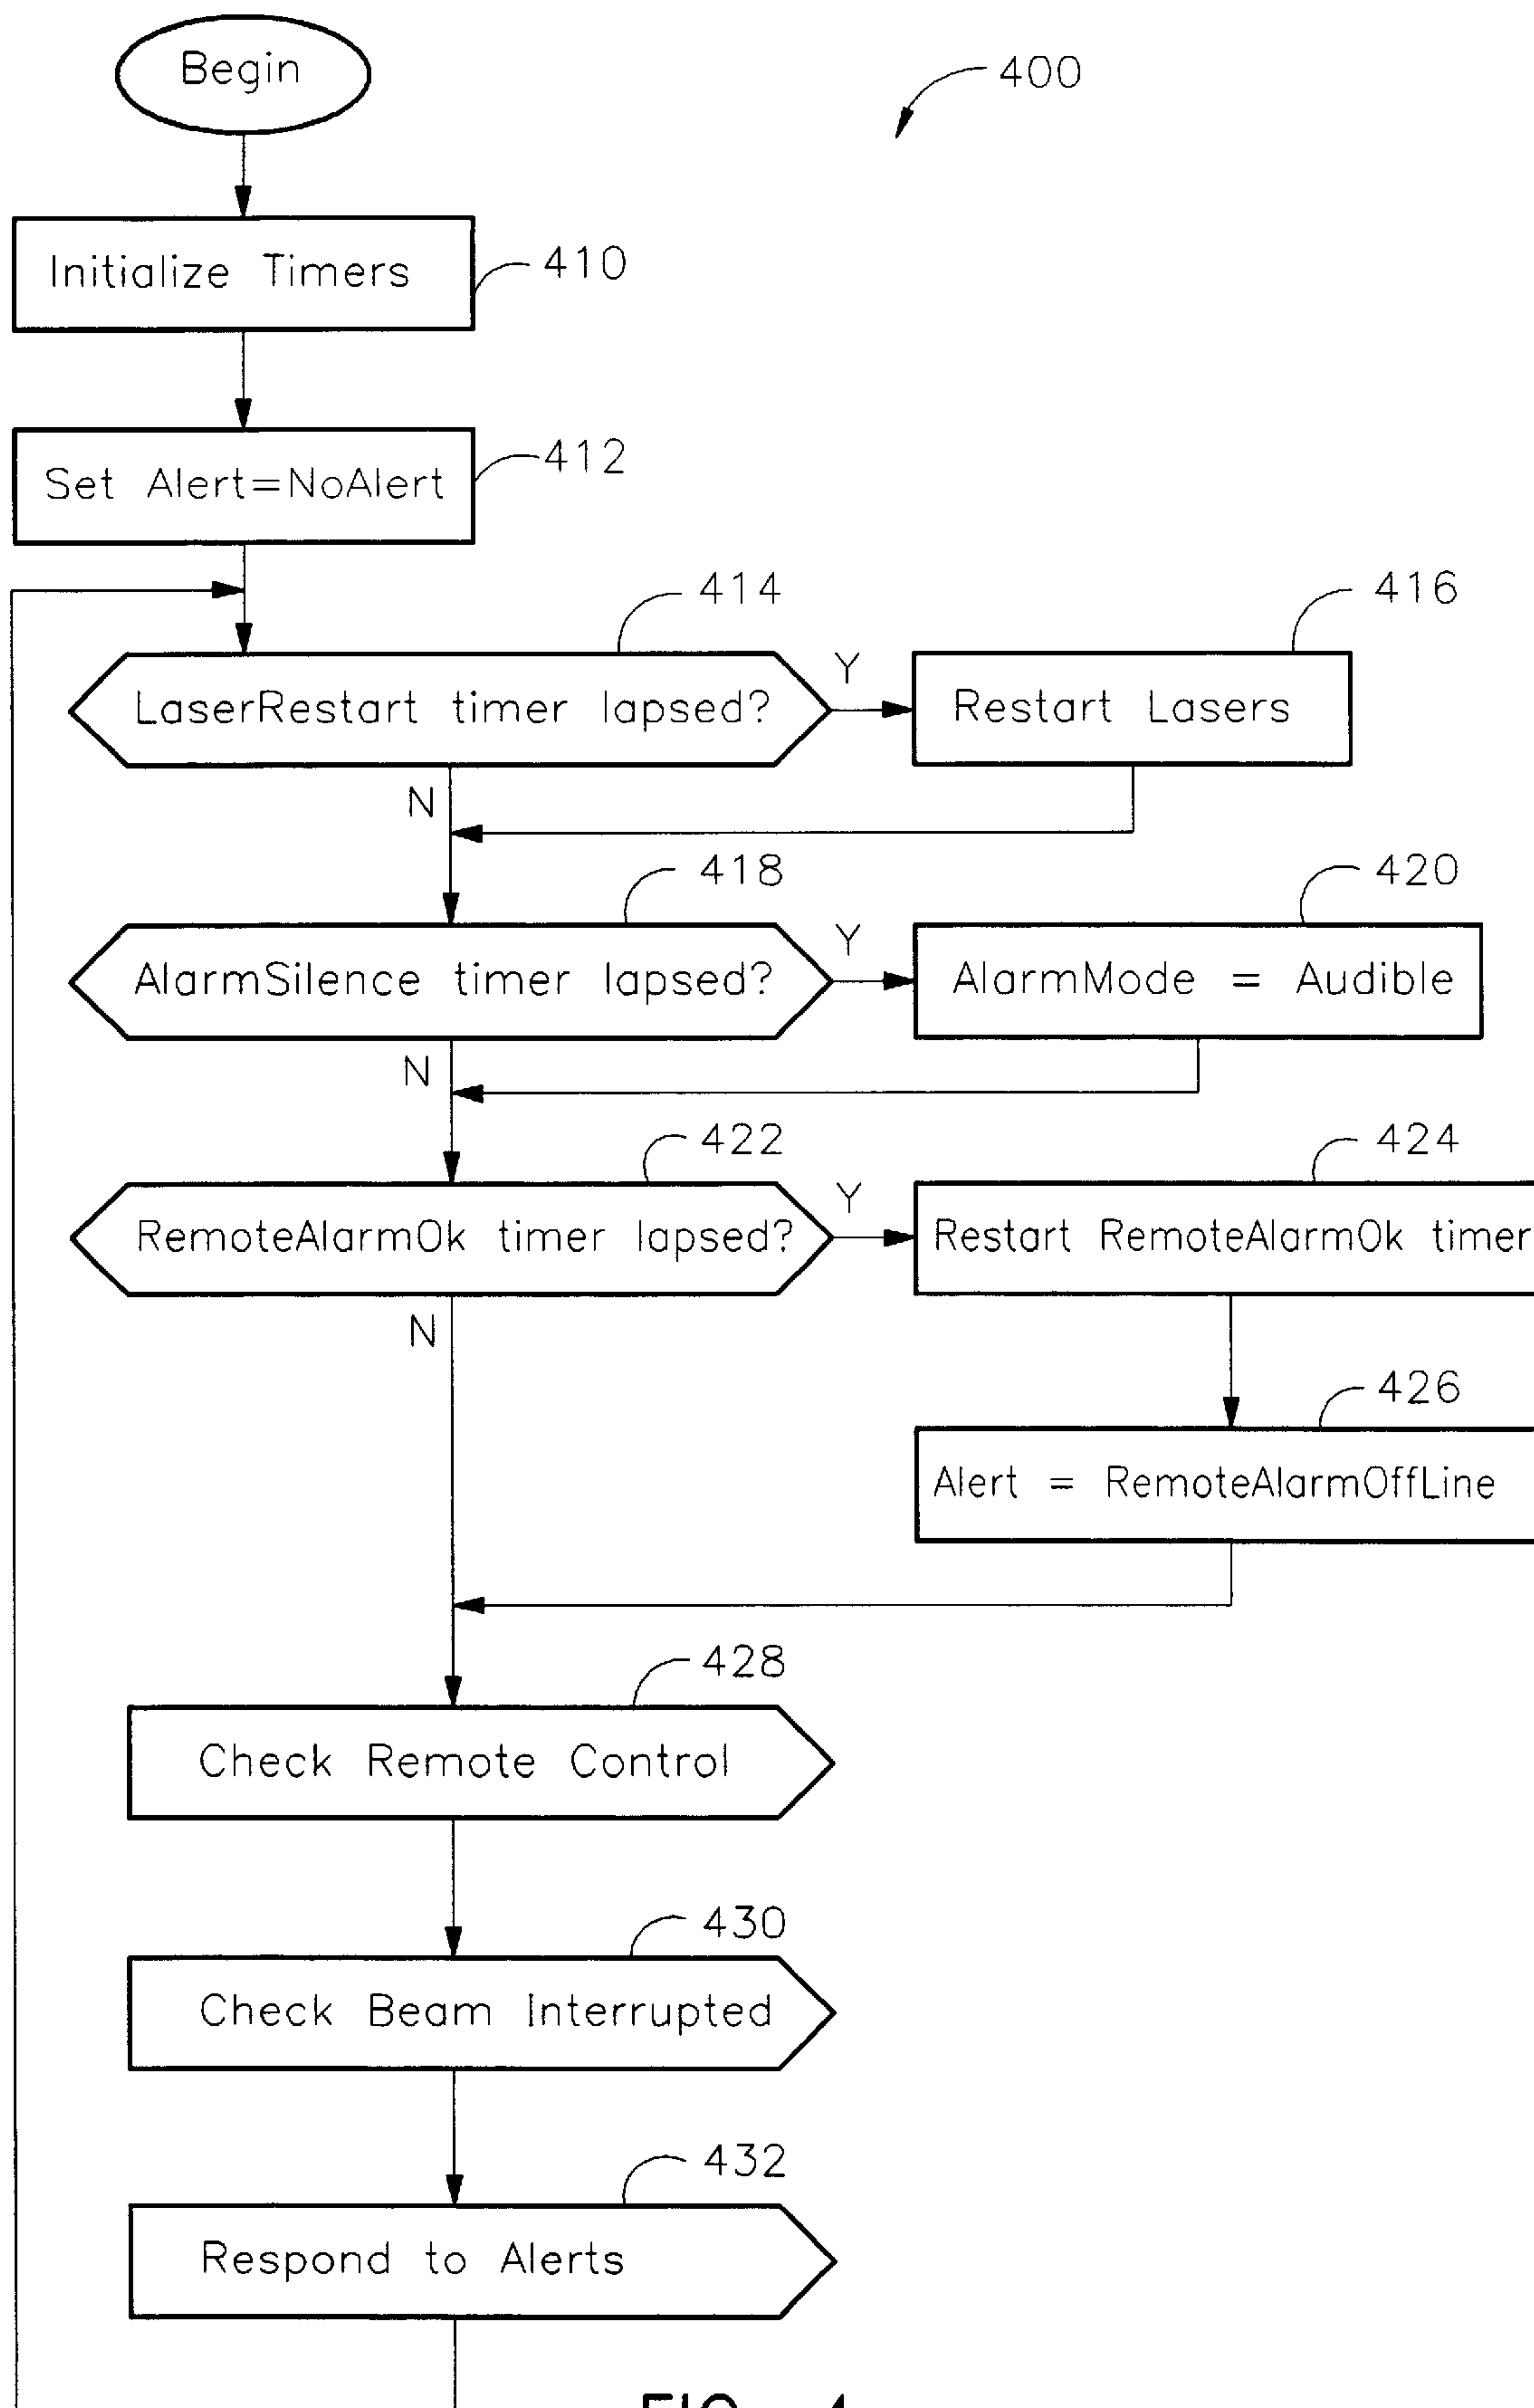 Begin
400
Initialize Timers
410
Set Alert=NoAlert
412
414
416
LaserRestart timer lapsed?
Y
Restart Lasers
N
418
420
AlarmSilence timer lapsed?
Y
AlarmMode = Audible
N
422
424
RemoteAlarmOk timer lapsed?
Y
Restart RemoteAlarmOk timer
N
426
Alert = RemoteAlarmOffLine
428
Check Remote Control
430
Check Beam Interrupted
432
Respond to Alerts
FIG. 4